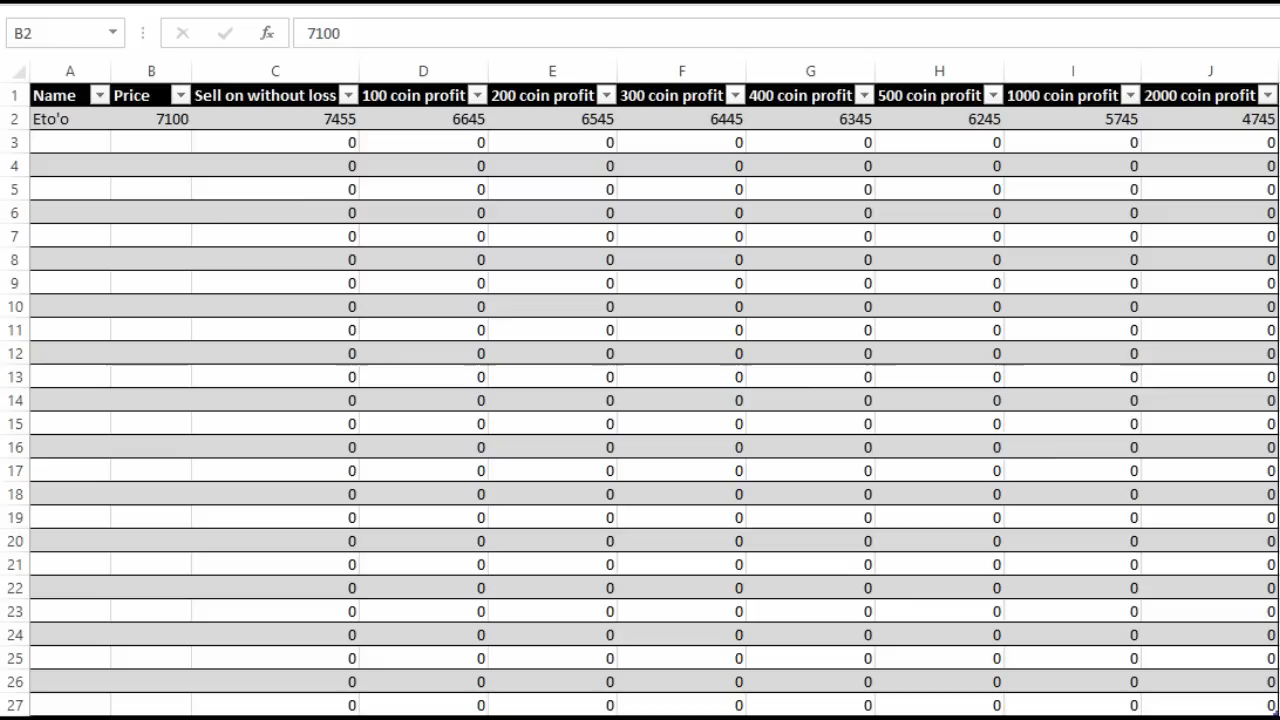 B2 fx 7100
A B C D E F G H I J
1 Name Price Sell on without loss 100 coin profit 200 coin profit 300 coin profit 400 coin profit 500 coin profit 1000 coin profit 2000 coin profit
2 Eto'o 7100 7455 6645 6545 6445 6345 6245 5745 4745
3 0 0 0 0 0 0 0 0
4 0 0 0 0 0 0 0 0
5 0 0 0 0 0 0 0 0
6 0 0 0 0 0 0 0 0
7 0 0 0 0 0 0 0 0
8 0 0 0 0 0 0 0 0
9 0 0 0 0 0 0 0 0
10 0 0 0 0 0 0 0 0
11 0 0 0 0 0 0 0 0
12 0 0 0 0 0 0 0 0
13 0 0 0 0 0 0 0 0
14 0 0 0 0 0 0 0 0
15 0 0 0 0 0 0 0 0
16 0 0 0 0 0 0 0 0
17 0 0 0 0 0 0 0 0
18 0 0 0 0 0 0 0 0
19 0 0 0 0 0 0 0 0
20 0 0 0 0 0 0 0 0
21 0 0 0 0 0 0 0 0
22 0 0 0 0 0 0 0 0
23 0 0 0 0 0 0 0 0
24 0 0 0 0 0 0 0 0
25 0 0 0 0 0 0 0 0
26 0 0 0 0 0 0 0 0
27 0 0 0 0 0 0 0 0